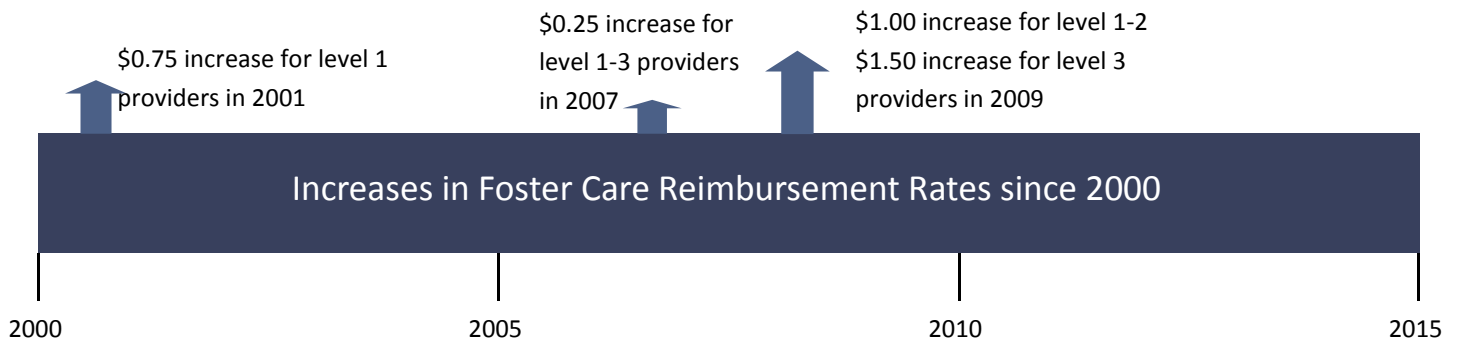 $0.75 increase for level 1
providers in 2001
$0.25 increase for
level 1-3 providers
in 2007
$1.00 increase for level 1-2
$1.50 increase for level 3
providers in 2009
Increases in Foster Care Reimbursement Rates since 2000
2000
2005
2010
2015